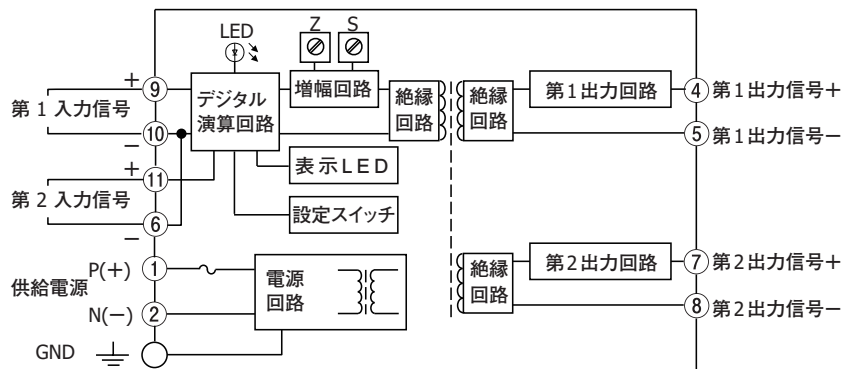 LED
Z
S
+
9
第1入力信号
10
−
デジタル
演算回路
増幅回路
絶縁
回路
絶縁
回路
第1出力回路
4
第1出力信号+
5
第1出力信号−
+
11
第2入力信号
6
−
表示LED
設定スイッチ
供給電源
P(+)
1
N(−)
2
GND
電源
回路
絶縁
回路
第2出力回路
7
第2出力信号+
8
第2出力信号−